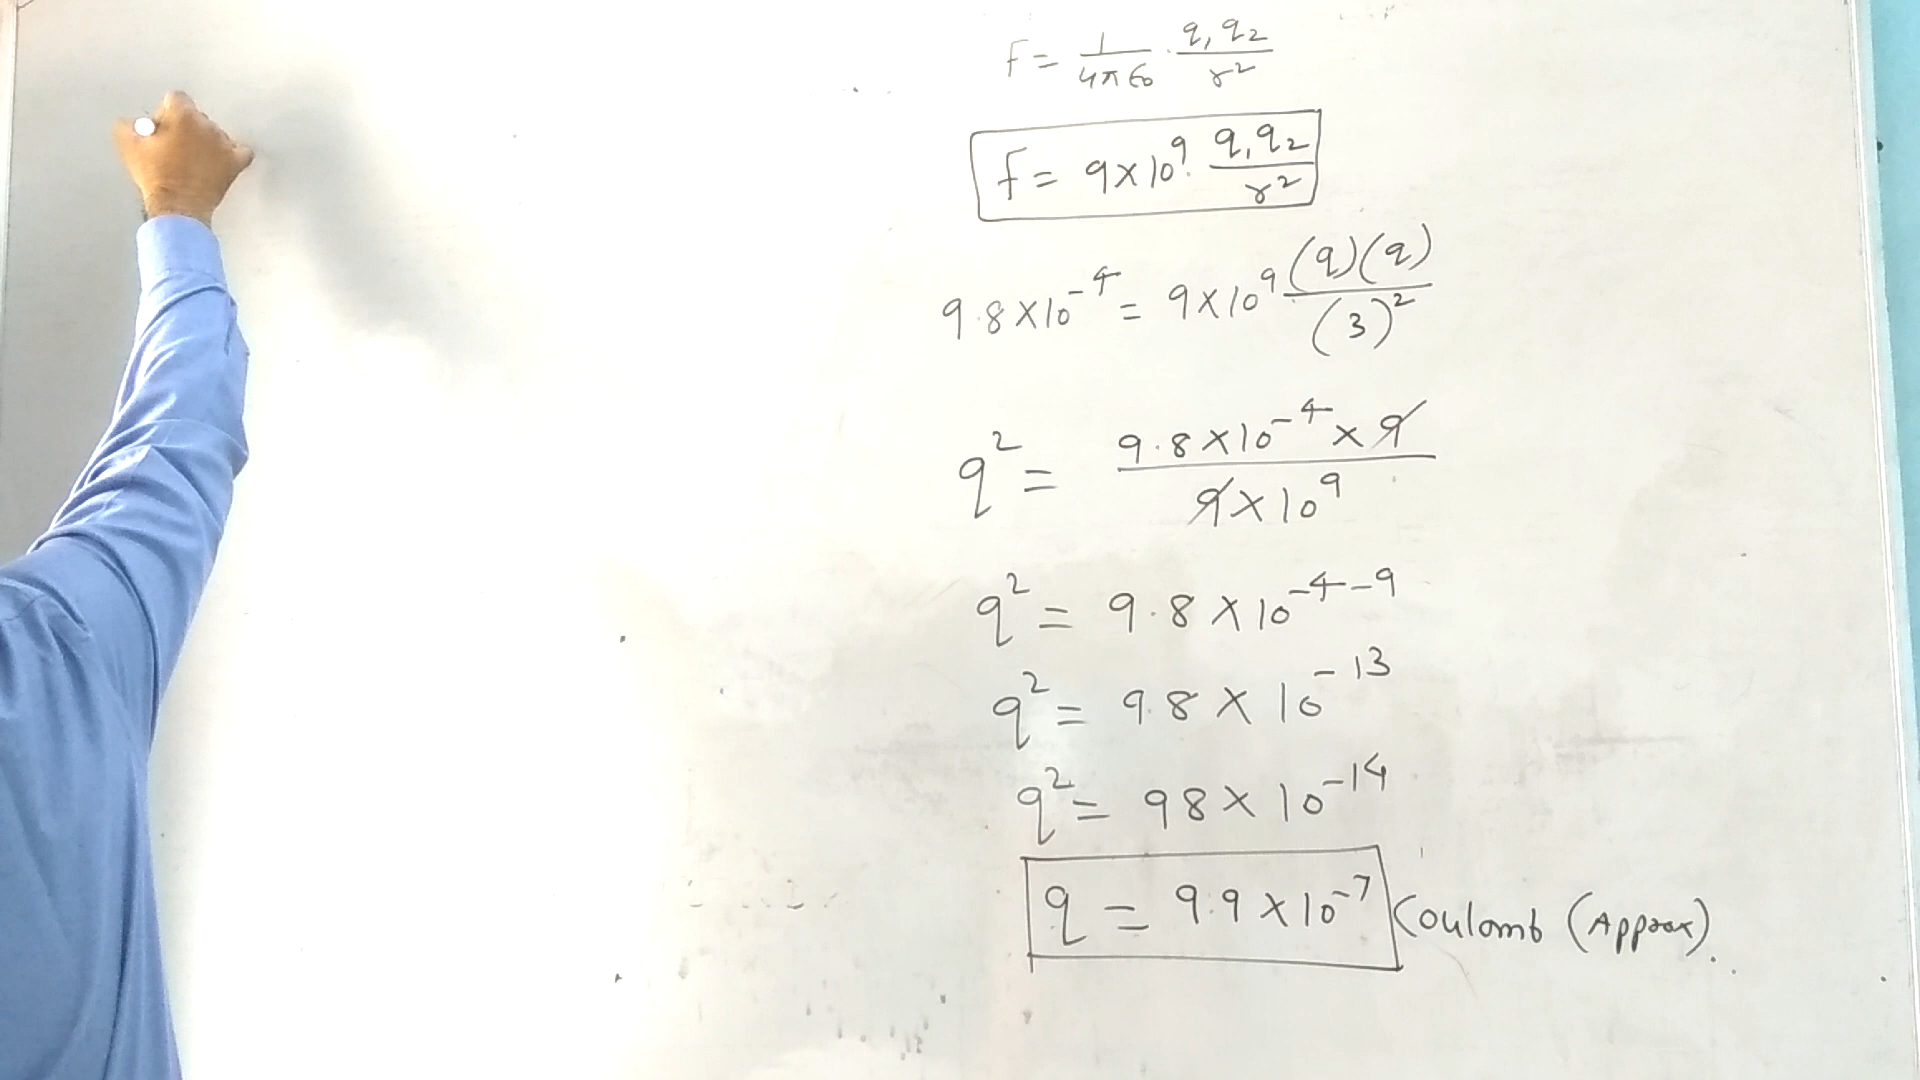 F = 1/4πε₀ · q₁q₂/r²
F = 9×10⁹ · q₁q₂/r²
9.8×10⁻⁴ = 9×10⁹ (q)(q)/(3)²
q² = 9.8×10⁻⁴×9/9×10⁹
q² = 9.8×10⁻⁴⁻⁹
q² = 9.8×10⁻¹³
q² = 98×10⁻¹⁴
q = 9.9×10⁻⁷ Coulomb (Approx).